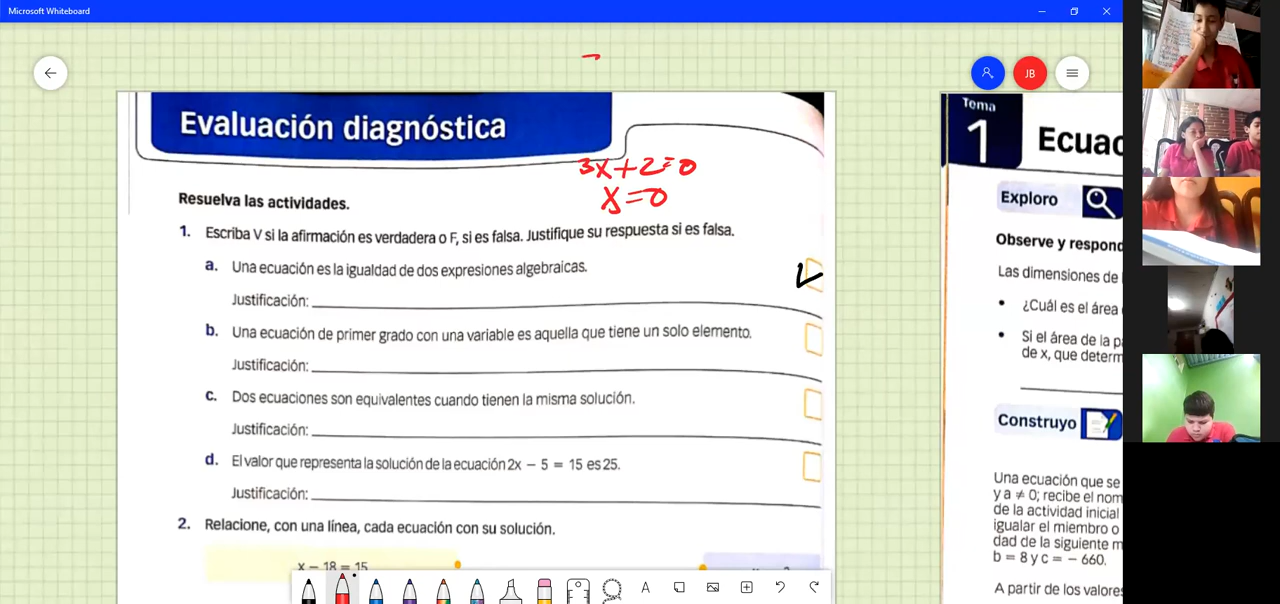 Microsoft Whiteboard
JB
Evaluación diagnóstica
3x+2=0
x=0
Resuelva las actividades.
1. Escriba V si la afirmación es verdadera o F, si es falsa. Justifique su respuesta si es falsa.
a. Una ecuación es la igualdad de dos expresiones algebraicas.
V
Justificación:
b. Una ecuación de primer grado con una variable es aquella que tiene un solo elemento.
Justificación:
c. Dos ecuaciones son equivalentes cuando tienen la misma solución.
Justificación:
d. El valor que representa la solución de la ecuación 2x - 5 = 15 es 25.
Justificación:
2. Relacione, con una línea, cada ecuación con su solución.
x - 18 = 15
Tema
1
Ecuac
Exploro
Observe y respond
Las dimensiones de
• ¿Cuál es el área
• Si el área de la p
de x, que determ
Construyo
Una ecuación que se
y a ≠ 0; recibe el nom
de la actividad inicial
igualar el miembro o
dad de la siguiente m
b = 8 y c = - 660.
A partir de los valores
A